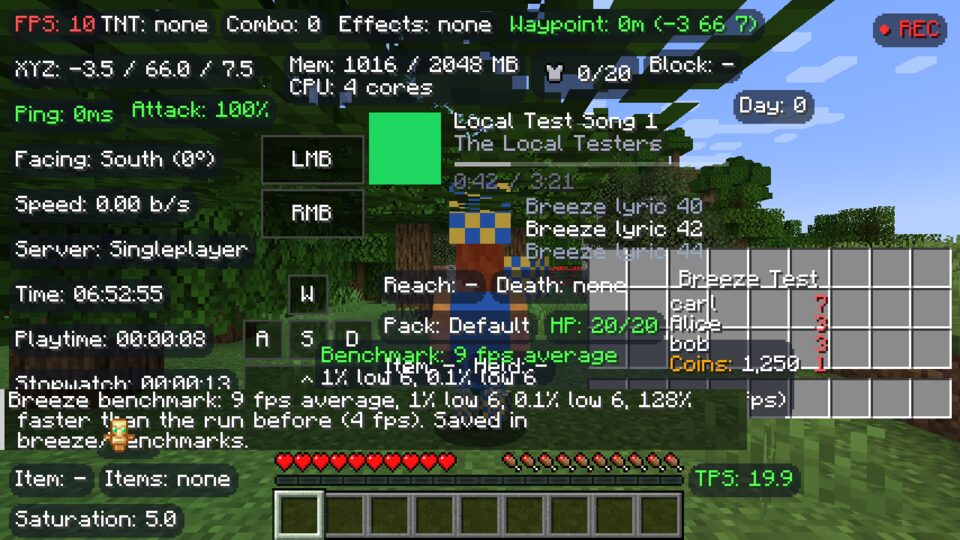 FPS: 10 TNT: none Combo: 0 Effects: none Waypoint: 0m (-3 66 7)
● REC
XYZ: -3.5 / 66.0 / 7.5
Mem: 1016 / 2048 MB
CPU: 4 cores
0/20
Block: -
Day: 0
Ping: 0ms
Attack: 100%
Local Test Song 1
The Local Testers
0:42 / 3:21
Facing: South (0°)
LMB
RMB
Speed: 0.00 b/s
Breeze lyric 40
Breeze lyric 42
Breeze lyric 44
Server: Singleplayer
Breeze Test
carl 7
Alice 3
bob 3
Coins: 1,250 1
Reach: - Death: none
Time: 06:52:55
W
A S D
Pack: Default HP: 20/20
Playtime: 00:00:08
Benchmark: 9 fps average
^ 1% low 6, 0.1% low 6
Item: - Held: -
Stopwatch: 00:00:13
fps)
Breeze benchmark: 9 fps average, 1% low 6, 0.1% low 6, 128%
faster than the run before (4 fps). Saved in
breeze/benchmarks.
Item: - Items: none
TPS: 19.9
Saturation: 5.0